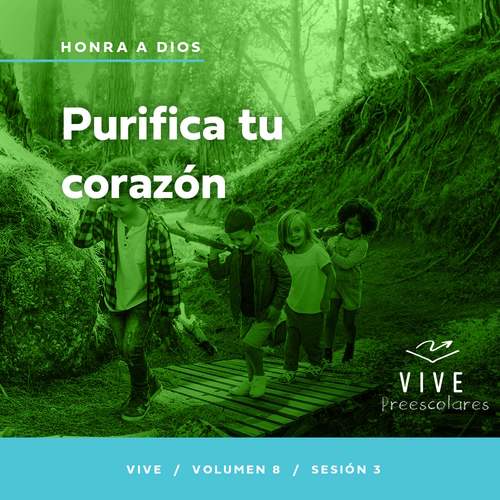 HONRA A DIOS
Purifica tu
corazón
VIVE
Preescolares
VIVE / VOLUMEN 8 / SESIÓN 3